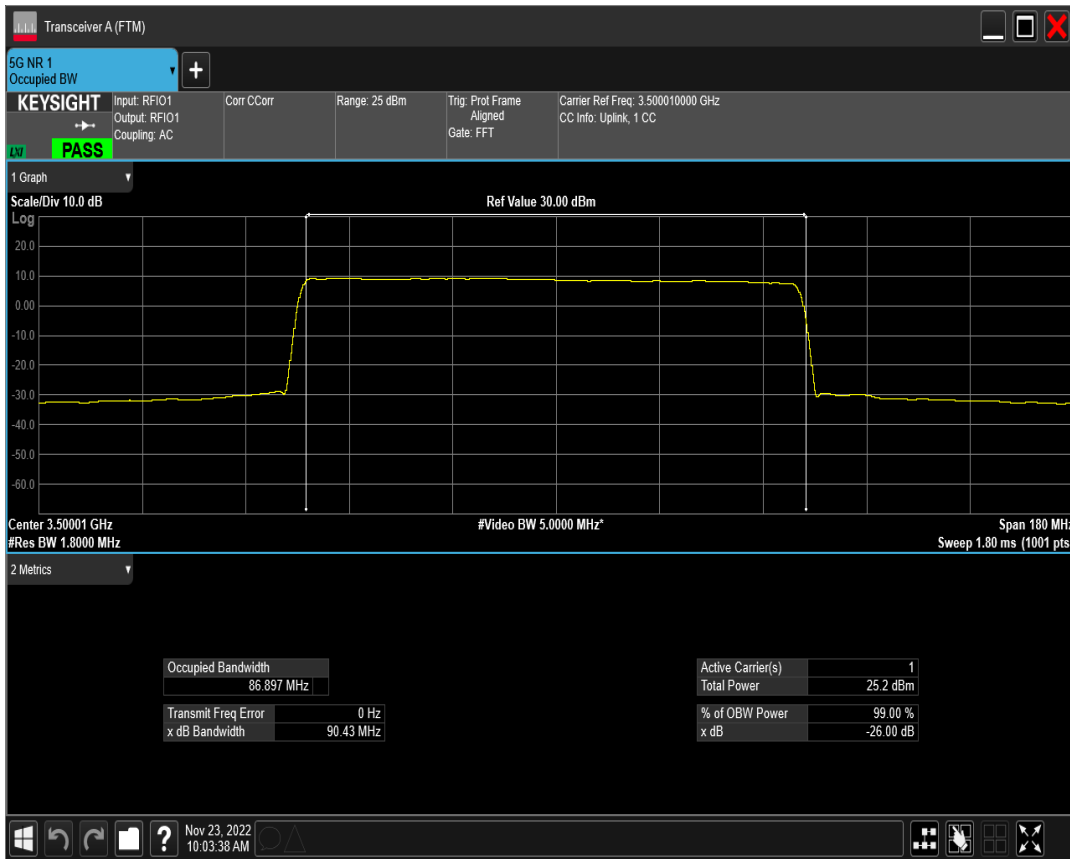 Transceiver A (FTM)
5G NR 1
Occupied BW
+
KEYSIGHT
LXI
PASS
Input: RFIO1
Output: RFIO1
Coupling: AC
Corr CCorr
Range: 25 dBm
Trig: Prot Frame
Aligned
Gate: FFT
Carrier Ref Freq: 3.500010000 GHz
CC Info: Uplink, 1 CC
1 Graph
Scale/Div 10.0 dB
Ref Value 30.00 dBm
Log
20.0
10.0
0.00
-10.0
-20.0
-30.0
-40.0
-50.0
-60.0
Center 3.50001 GHz
#Video BW 5.0000 MHz*
Span 180 MHz
#Res BW 1.8000 MHz
Sweep 1.80 ms (1001 pts
2 Metrics
Occupied Bandwidth
86.897 MHz
Transmit Freq Error 0 Hz
x dB Bandwidth 90.43 MHz
Active Carrier(s) 1
Total Power 25.2 dBm
% of OBW Power 99.00 %
x dB -26.00 dB
?
Nov 23, 2022
10:03:38 AM